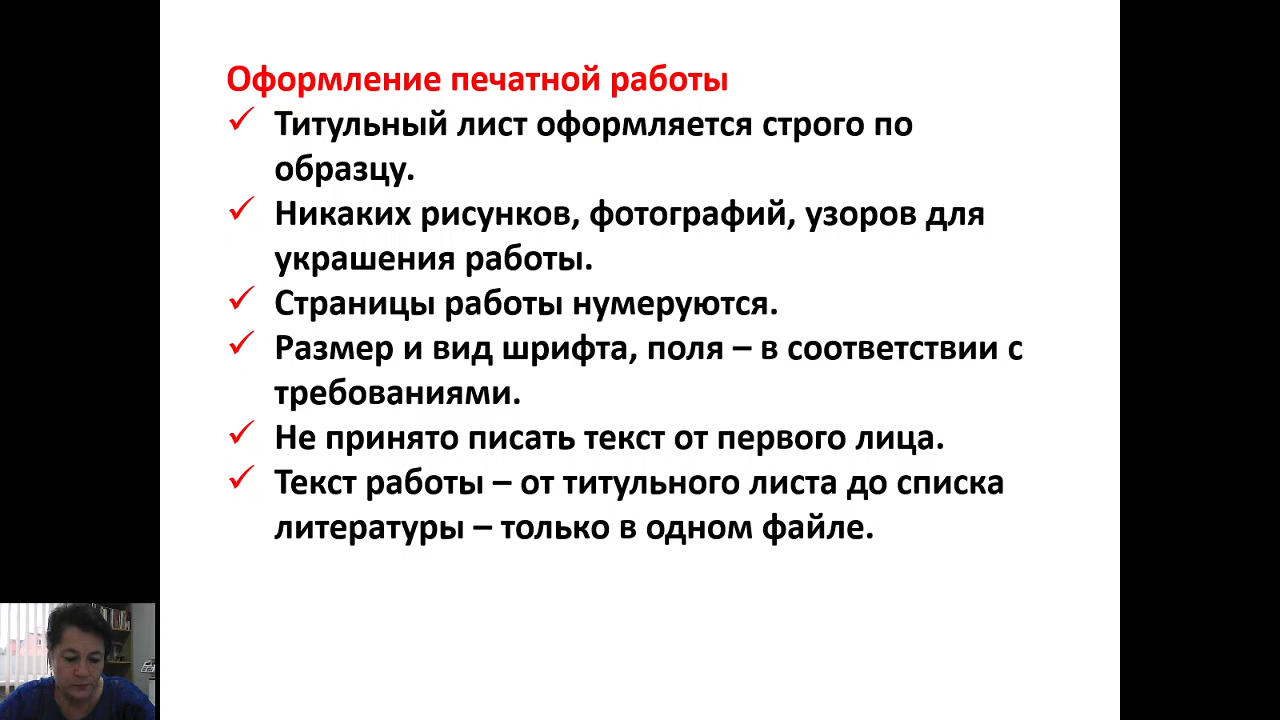 Оформление печатной работы
✓ Титульный лист оформляется строго по
образцу.
✓ Никаких рисунков, фотографий, узоров для
украшения работы.
✓ Страницы работы нумеруются.
✓ Размер и вид шрифта, поля – в соответствии с
требованиями.
✓ Не принято писать текст от первого лица.
✓ Текст работы – от титульного листа до списка
литературы – только в одном файле.